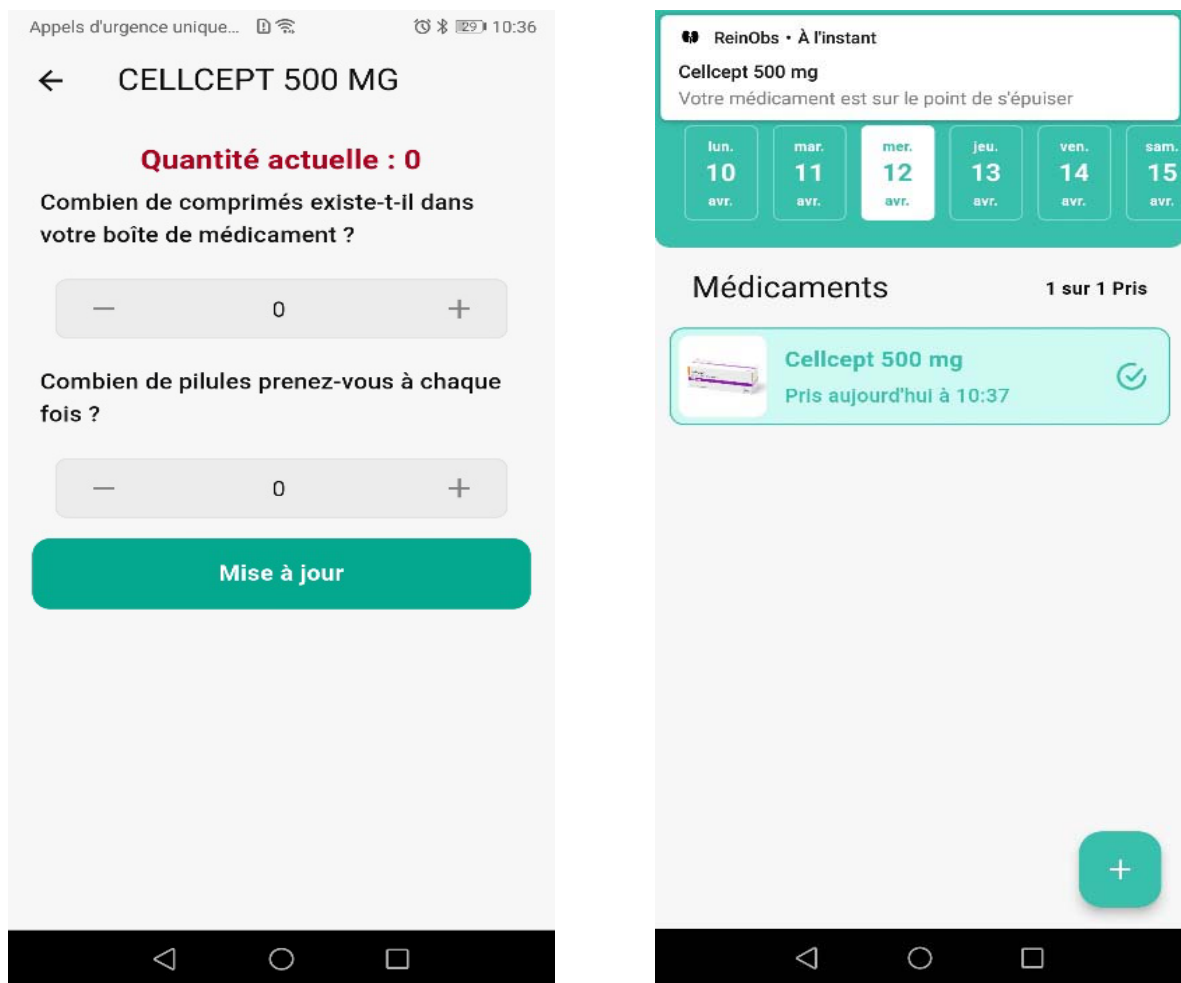 Appels d'urgence unique... 29 10:36
CELLCEPT 500 MG
Quantité actuelle : 0
Combien de comprimés existe-t-il dans
votre boîte de médicament ?
— 0 +
Combien de pilules prenez-vous à chaque
fois ?
— 0 +
Mise à jour
ReinObs • À l'instant
Cellcept 500 mg
Votre médicament est sur le point de s'épuiser
lun. mar. mer. jeu. ven. sam.
10 11 12 13 14 15
avr. avr. avr. avr. avr. avr.
Médicaments 1 sur 1 Pris
Cellcept 500 mg
Pris aujourd'hui à 10:37
+